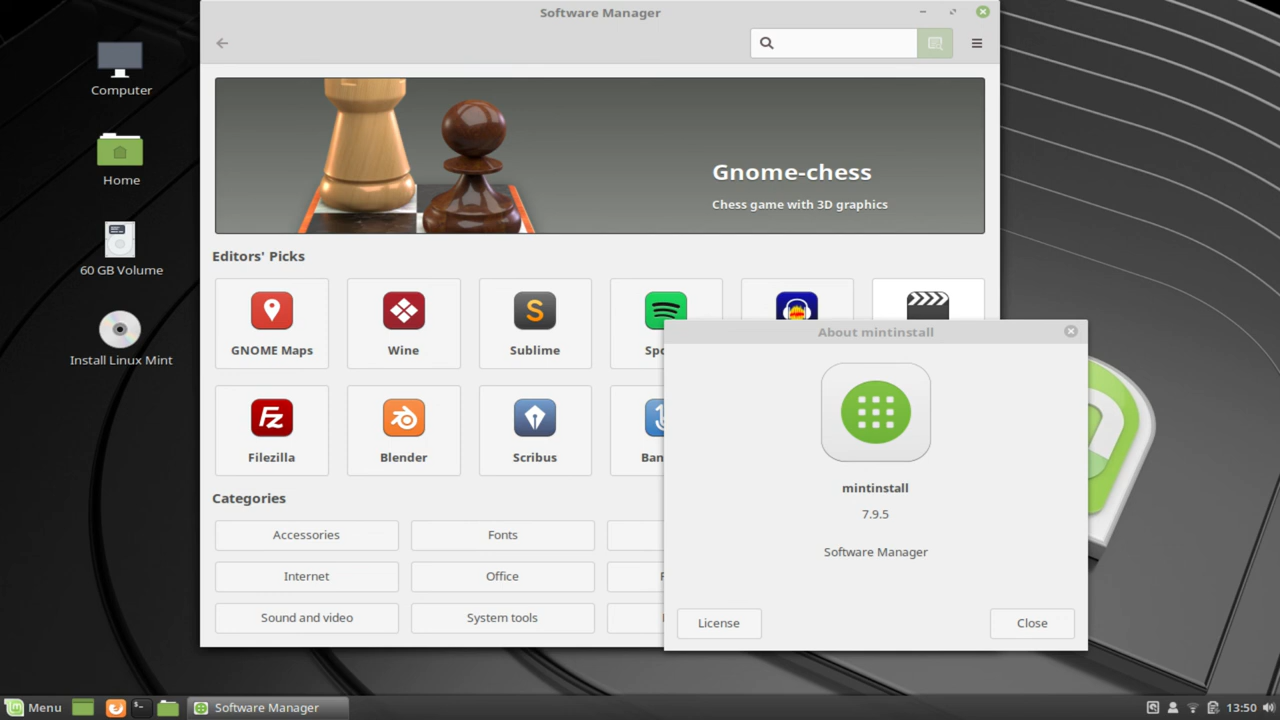 Software Manager
Computer
Home
60 GB Volume
Install Linux Mint
Gnome-chess
Chess game with 3D graphics
Editors' Picks
GNOME Maps
Wine
Sublime
Spo
Filezilla
Blender
Scribus
Ban
Categories
Accessories
Fonts
Internet
Office
Sound and video
System tools
About mintinstall
mintinstall
7.9.5
Software Manager
License
Close
Menu
Software Manager
13:50